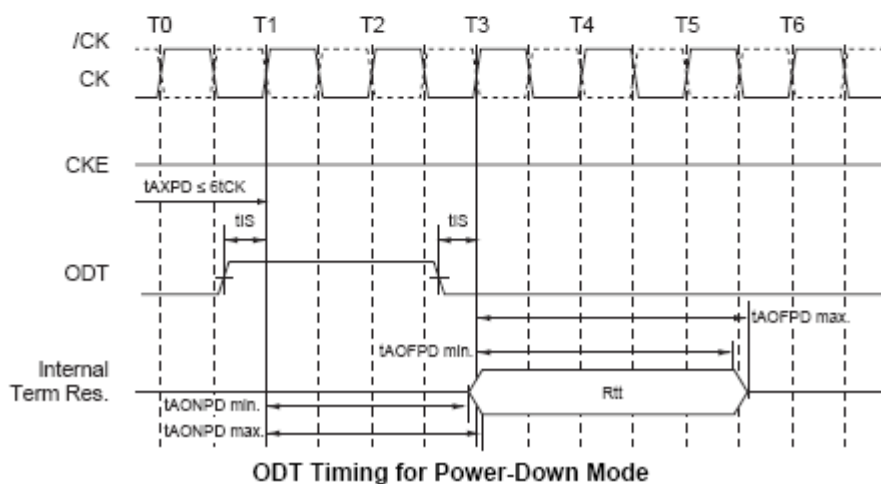 T0 T1 T2 T3 T4 T5 T6
/CK
CK
CKE
tAXPD ≤ 6tCK
tIS tIS
ODT
tAOFPD max.
tAOFPD min.
Internal
Term Res.
Rtt
tAONPD min.
tAONPD max.
ODT Timing for Power-Down Mode